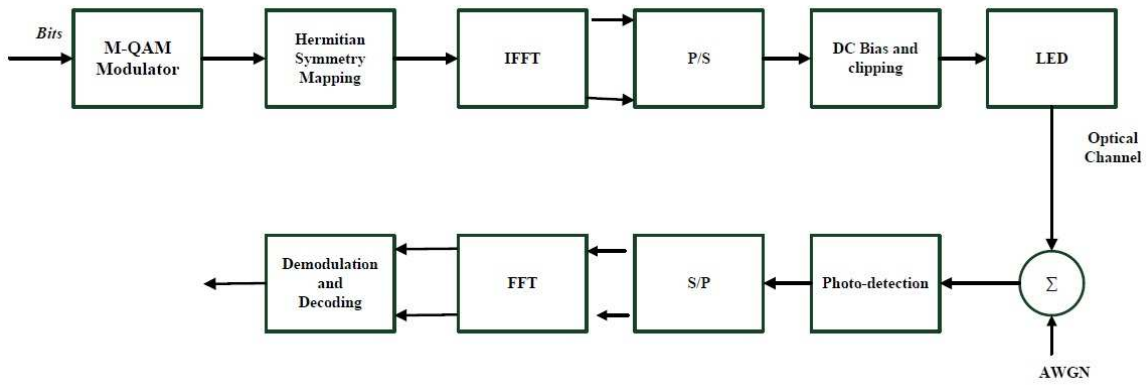 Bits
M-QAM
Modulator
Hermitian
Symmetry
Mapping
IFFT
P/S
DC Bias and
clipping
LED
Optical
Channel
Demodulation
and
Decoding
FFT
S/P
Photo-detection
Σ
AWGN